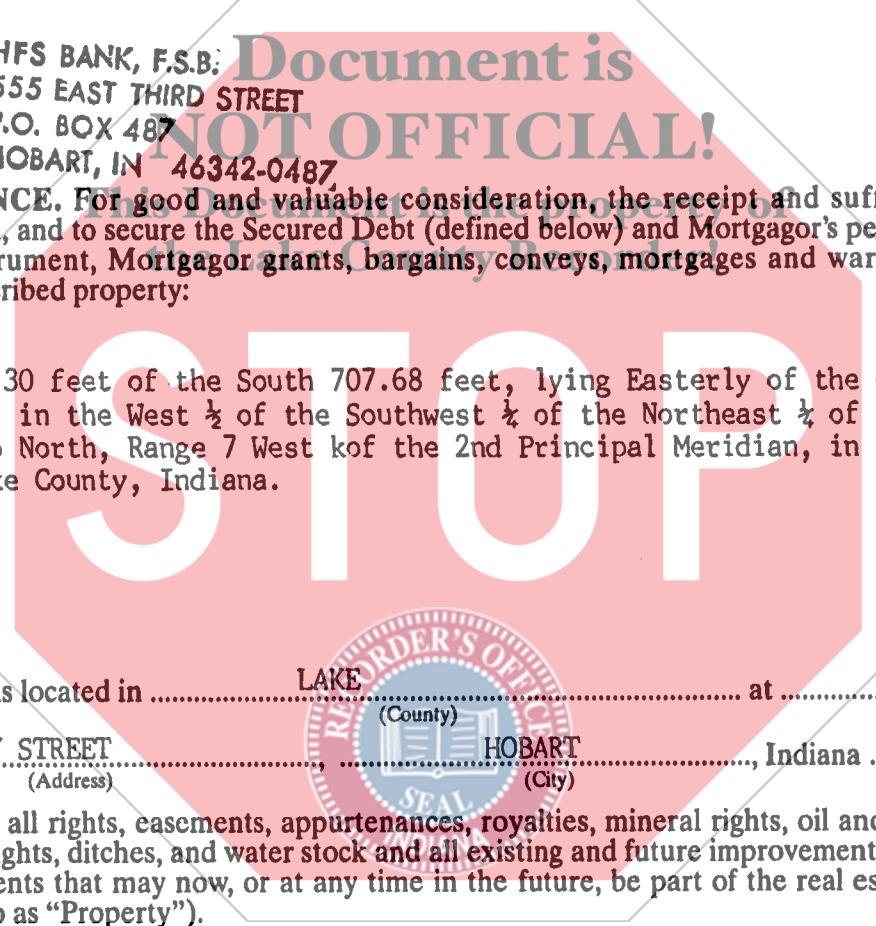 HFS BANK, F.S.B.
555 EAST THIRD STREET
P.O. BOX 487
HOBART, IN 46342-0487
Document is
NOT OFFICIAL!
This Document is the property of
the Lake County Recorder!
STOP
NCE. For good and valuable consideration, the receipt and suff
, and to secure the Secured Debt (defined below) and Mortgagor's pe
rument, Mortgagor grants, bargains, conveys, mortgages and war
ribed property:
30 feet of the South 707.68 feet, lying Easterly of the
in the West ½ of the Southwest ¼ of the Northeast ¼ of
North, Range 7 West kof the 2nd Principal Meridian, in
ke County, Indiana.
s located in ........ LAKE ........ at ........
(County)
STREET ........, ........ HOBART ........, Indiana .
(Address) (City)
RECORDER'S OFFICE
SEAL
INDIANA
all rights, easements, appurtenances, royalties, mineral rights, oil and
ghts, ditches, and water stock and all existing and future improvement
ents that may now, or at any time in the future, be part of the real es
o as "Property").